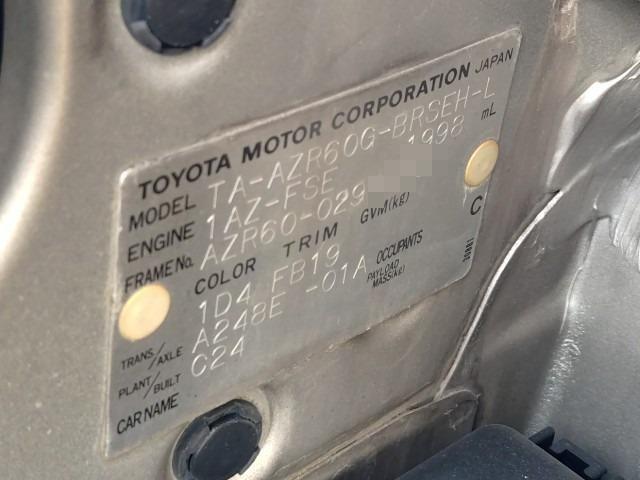 TOYOTA MOTOR CORPORATION JAPAN
MODEL TA-AZR60G-BRSEH-L
ENGINE 1AZ-FSE 1998 mL
FRAME No. AZR60-029
COLOR TRIM GVM(kg) C
1D4 FB19 OCCUPANTS
TRANS/AXLE A248E -01A PAYLOAD MASS(kg)
PLANT/BUILT C24
CAR NAME